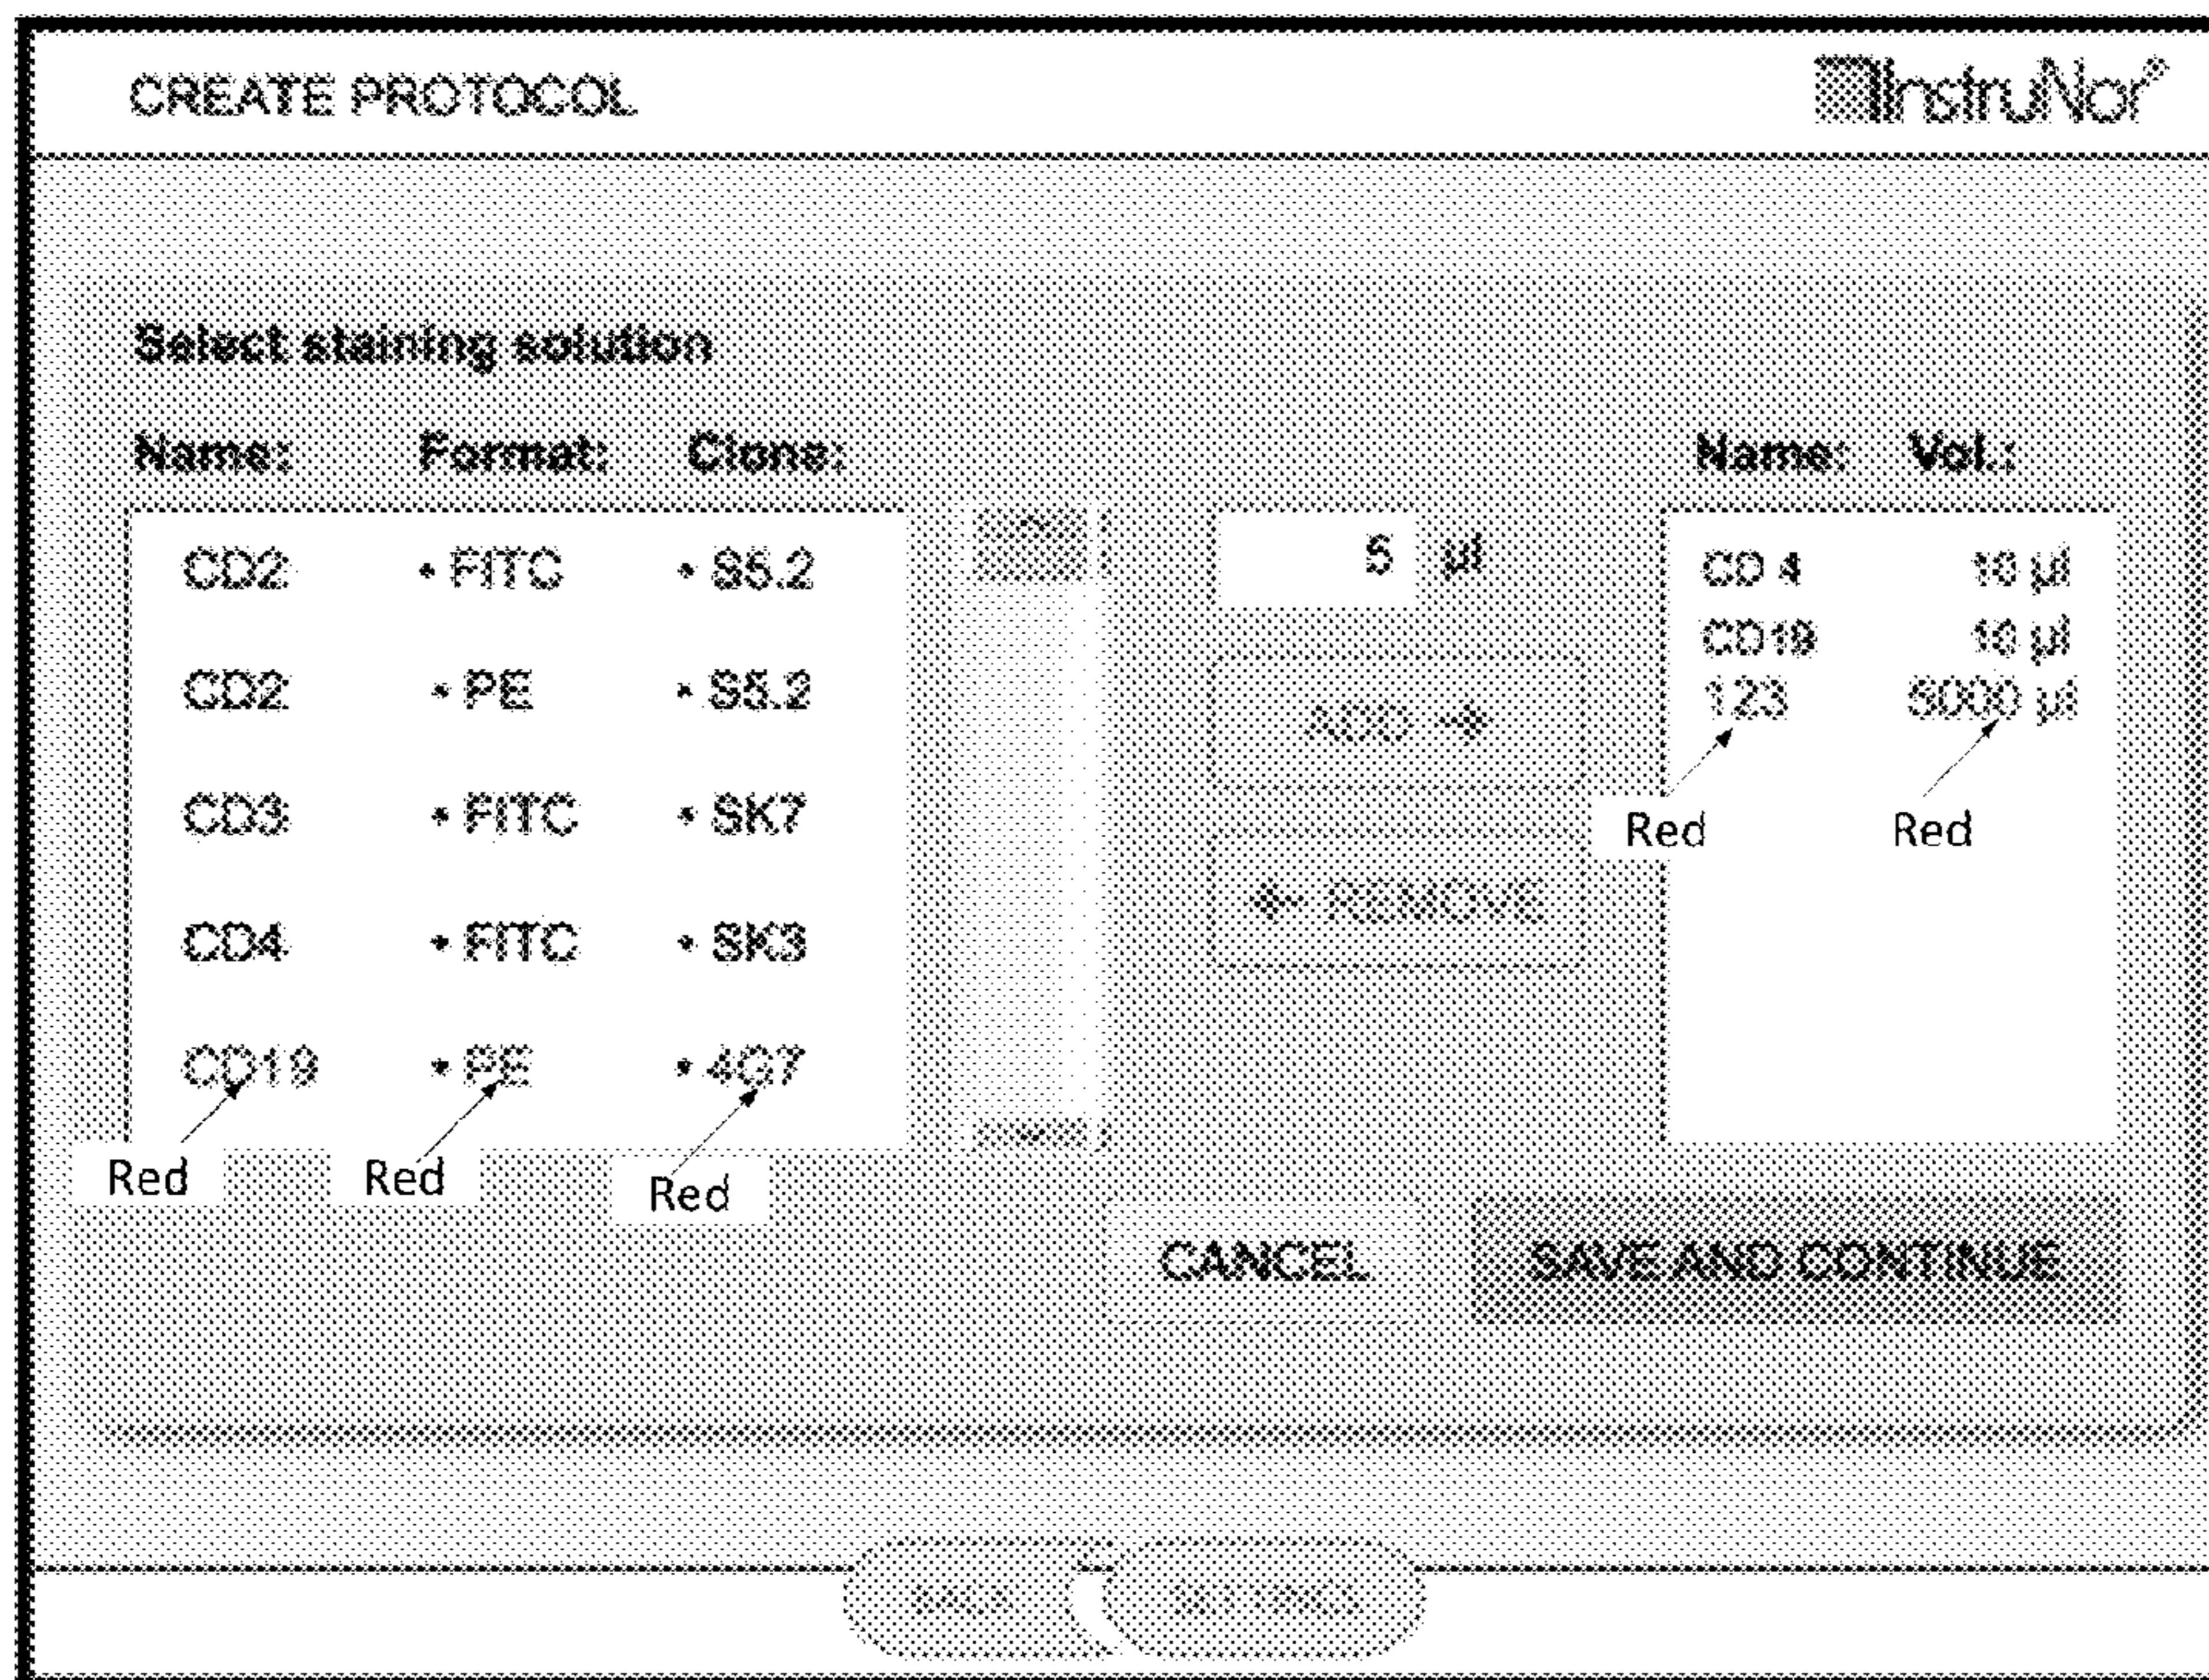 CREATE PROTOCOL
InstruNor®
Select staining solution
Name: Format: Clone:
Name: Vol.:
CD2 • FITC • S5.2
CD2 • PE • S5.2
CD3 • FITC • SK7
CD4 • FITC • SK3
CD19 • PE • 4G7
Red Red Red
5 µl
ADD →
← REMOVE
CD 4 10 µl
CD19 10 µl
123 5000 µl
Red Red
CANCEL SAVE AND CONTINUE